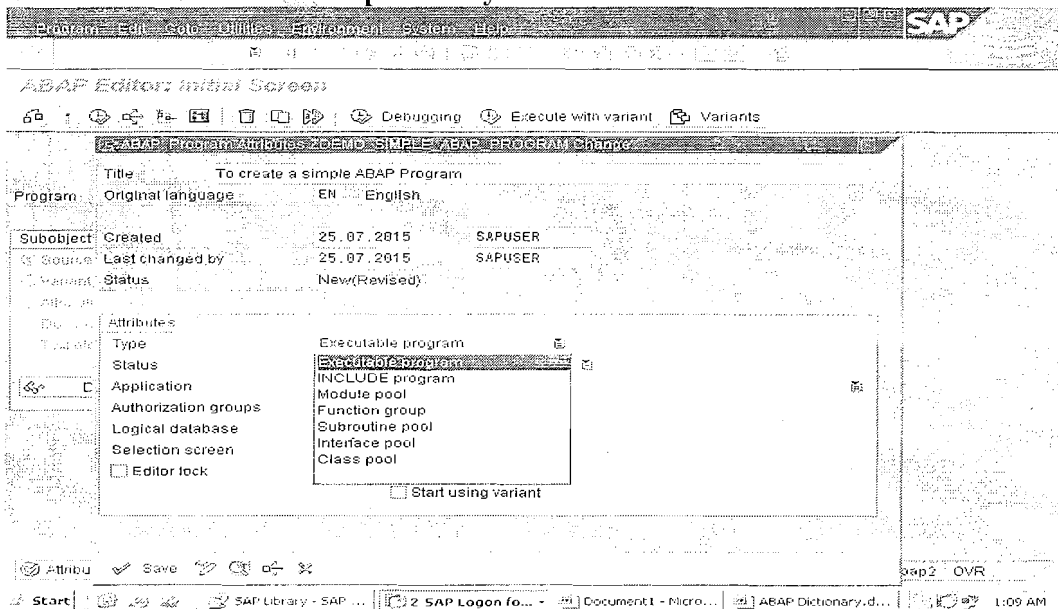 Program Edit Goto Utilities Environment System Help
SAP
ABAP Editor: Initial Screen
Debugging Execute with variant Variants
ABAP: Program Attributes ZDEMO_SIMPLE_ABAP_PROGRAM Change
Title To create a simple ABAP Program
Program Original language EN English
Subobject Created 25.07.2015 SAPUSER
Source Last changed by 25.07.2015 SAPUSER
Variant Status New(Revised)
Attributes
Type Executable program
Status Executable program
INCLUDE program
Application Module pool
Authorization groups Function group
Logical database Subroutine pool
Selection screen Interface pool
Editor lock Class pool
Start using variant
Attribu Save
OVR
Start SAP Library - SAP ... 2 SAP Logon fo... Document1 - Micro... ABAP Dictionary.d... 1:09 AM